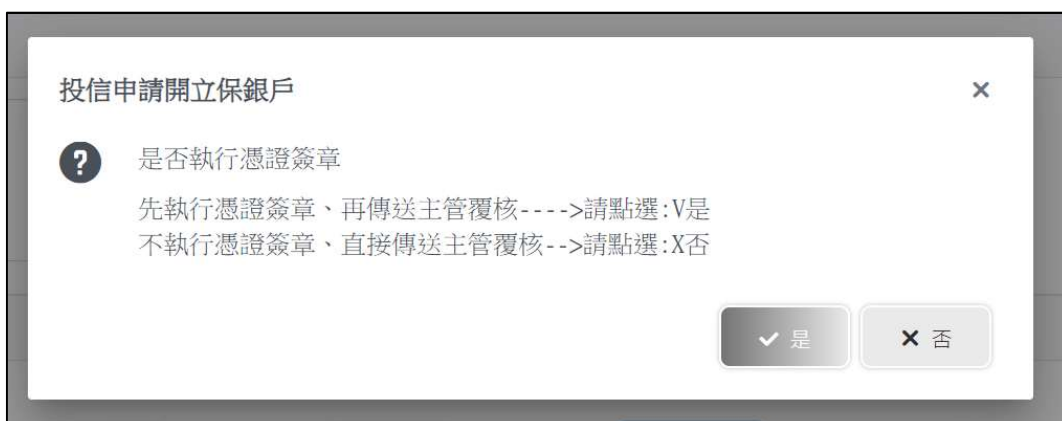 投信申請開立保銀戶
是否執行憑證簽章
先執行憑證簽章、再傳送主管覆核---->請點選:V是
不執行憑證簽章、直接傳送主管覆核-->請點選:X否
是
否